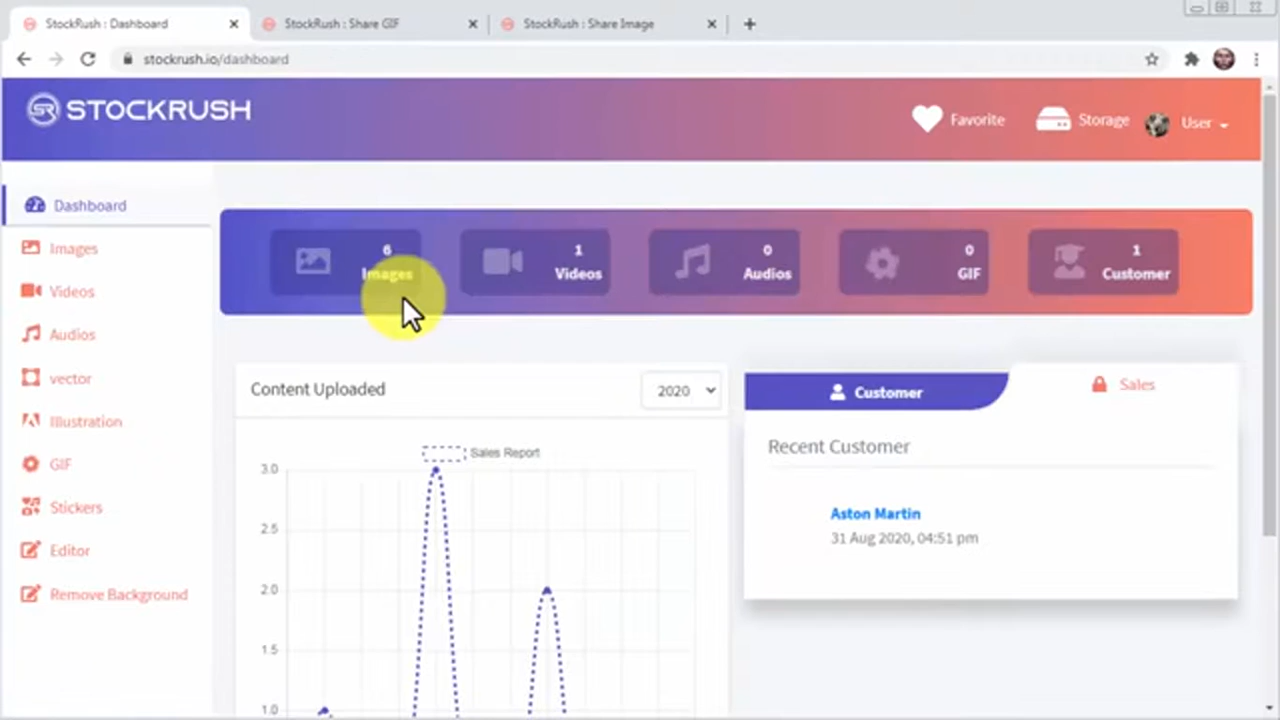 StockRush : Dashboard
StockRush : Share GIF
StockRush : Share Image
stockrush.io/dashboard
SR STOCKRUSH
Favorite
Storage
User
Dashboard
Images
Videos
Audios
vector
Illustration
GIF
Stickers
Editor
Remove Background
6
Images
1
Videos
0
Audios
0
GIF
1
Customer
Content Uploaded
2020
Sales Report
3.0
2.5
2.0
1.5
1.0
Customer
Sales
Recent Customer
Aston Martin
31 Aug 2020, 04:51 pm